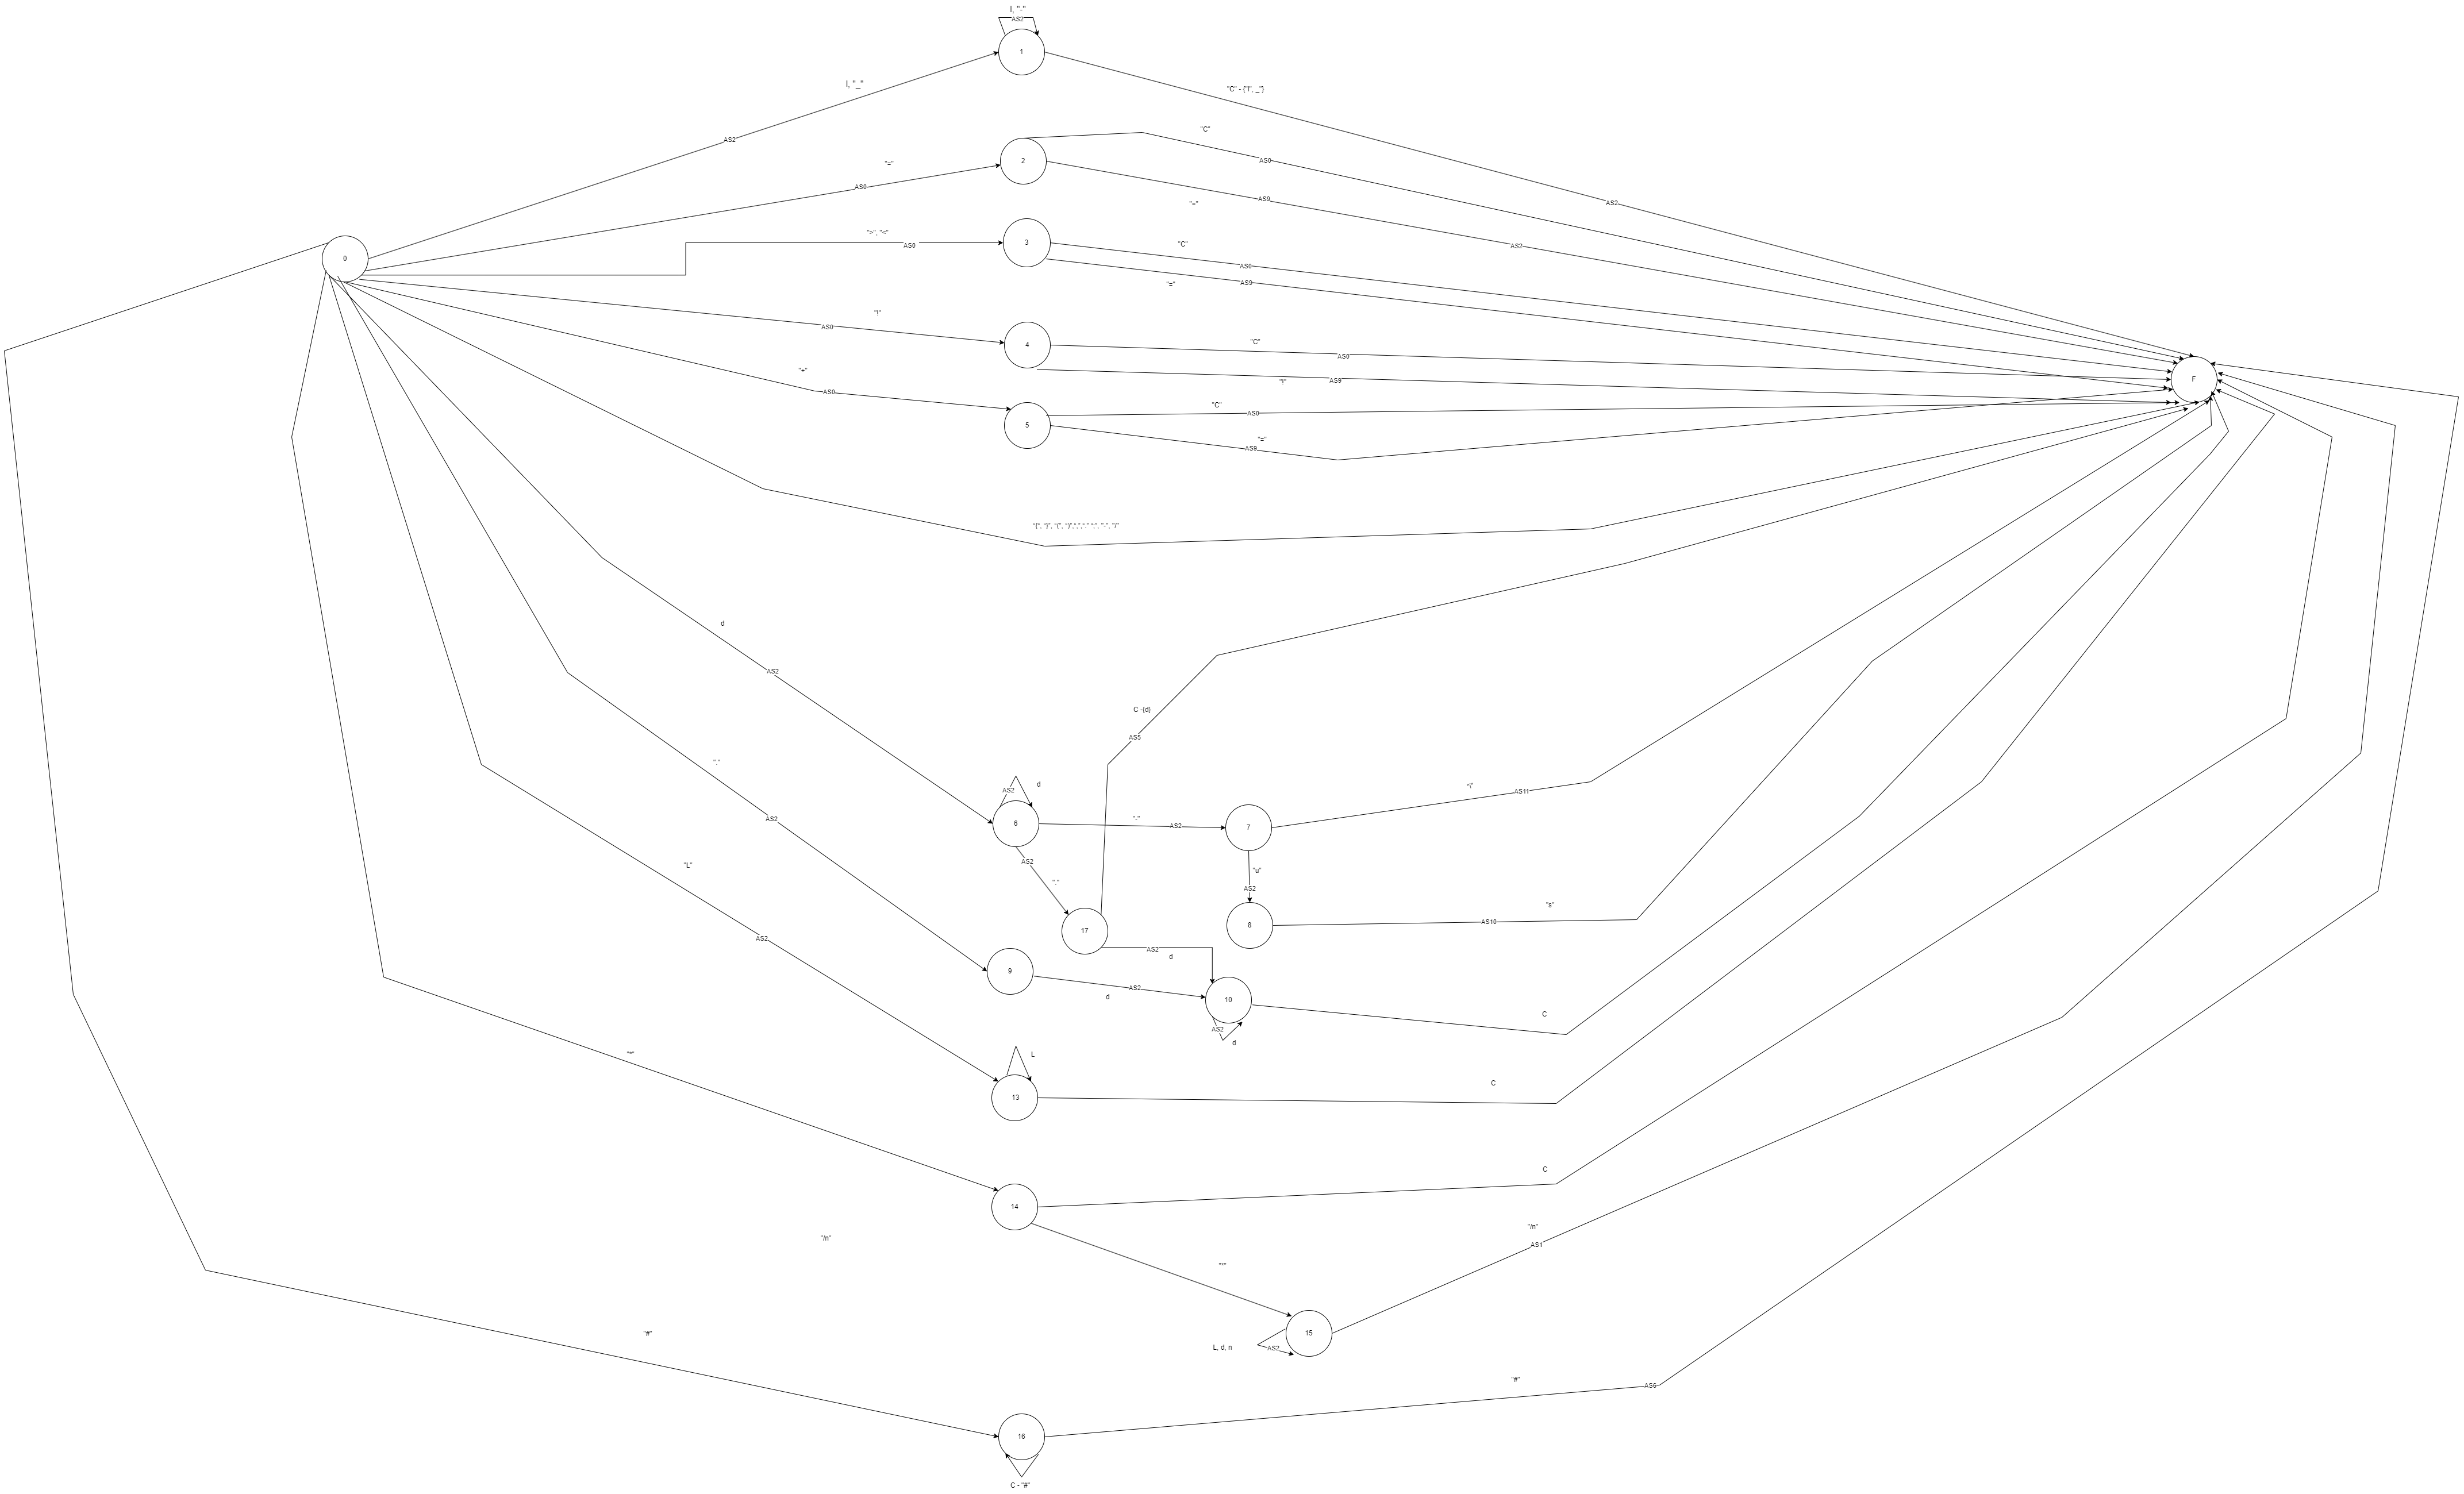 l, "-"
AS2
1
l, "_"
"C" - {"l", _"}
"C"
AS2
2
AS0
"="
AS0
AS9
AS2
"="
">", "<"
AS0
3
"C"
AS2
0
AS0
"="
AS9
"!"
AS0
4
"C"
AS0
F
"+"
AS9
AS0
"C"
AS0
5
"="
AS9
d
AS2
C -{d}
AS5
"."
AS2
d
AS2
6
"-"
AS2
7
"("
AS11
"L"
AS2
"."
"u"
AS2
"s"
AS10
8
17
AS2
d
AS2
9
AS2
d
10
AS2
d
C
L
13
C
"*"
14
C
"/n"
"/n"
AS1
"*"
15
L, d, n
AS2
"#"
"#"
AS6
16
C - "#"